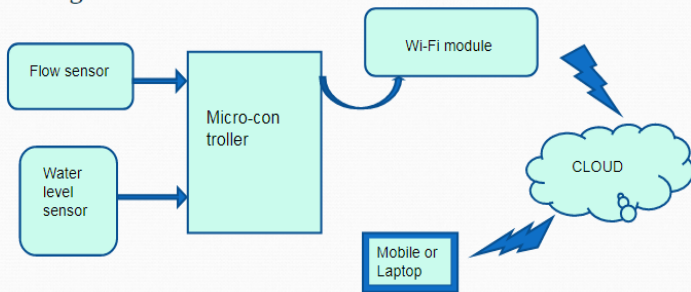 Wi-Fi module
Flow sensor
Micro-con
troller
Water
level
sensor
CLOUD
Mobile or
Laptop